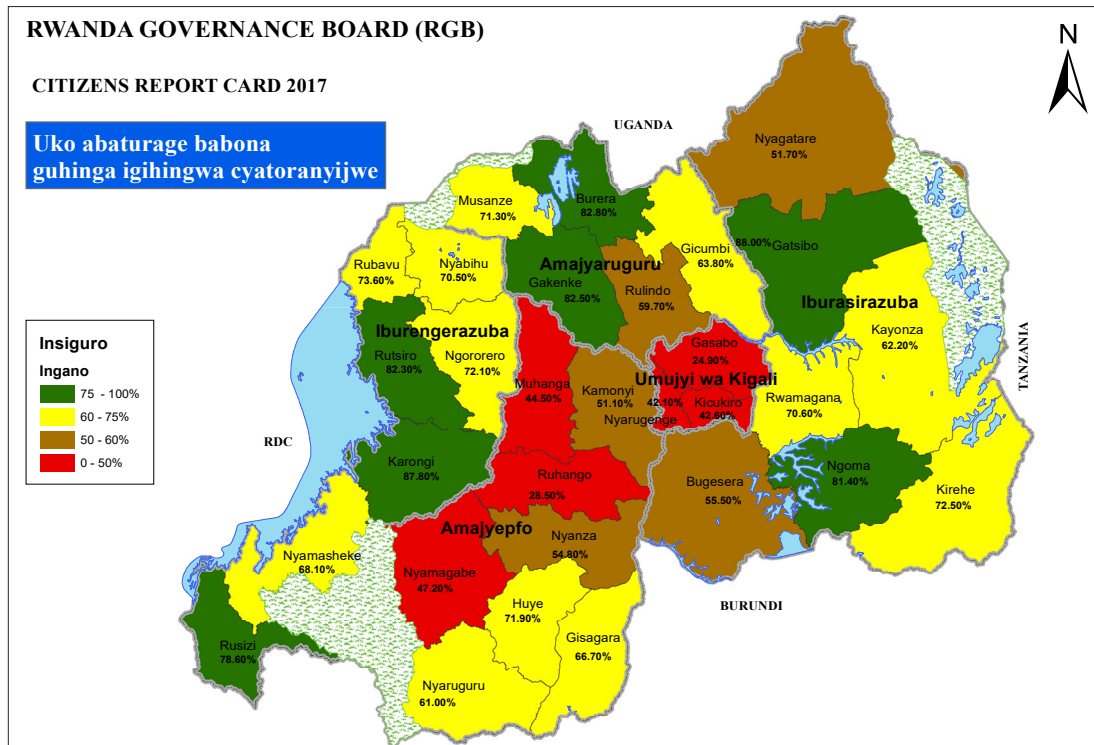 RWANDA GOVERNANCE BOARD (RGB)
CITIZENS REPORT CARD 2017
Uko abaturage babona
guhinga igihingwa cyatoranyijwe
N
UGANDA
Nyagatare
51.70%
Burera
82.80%
Musanze
71.30%
Gicumbi
63.80%
88.00% Gatsibo
Rubavu
73.60%
Nyabihu
70.50%
Amajyaruguru
Gakenke
82.50%
Rulindo
59.70%
Iburasirazuba
Kayonza
62.20%
TANZANIA
Insiguro
Ingano
75 - 100%
60 - 75%
50 - 60%
0 - 50%
Iburengerazuba
Rutsiro
82.30%
Ngororero
72.10%
Gasabo
24.90%
Umujyi wa Kigali
Muhanga
44.50%
Kamonyi
51.10%
Nyarugenge
42.10%
Kicukiro
42.60%
Rwamagana
70.60%
RDC
Karongi
87.80%
Ruhango
28.50%
Bugesera
55.50%
Ngoma
81.40%
Kirehe
72.50%
Amajyepfo
Nyanza
54.80%
Nyamasheke
68.10%
Nyamagabe
47.20%
Huye
71.90%
BURUNDI
Gisagara
66.70%
Rusizi
78.60%
Nyaruguru
61.00%